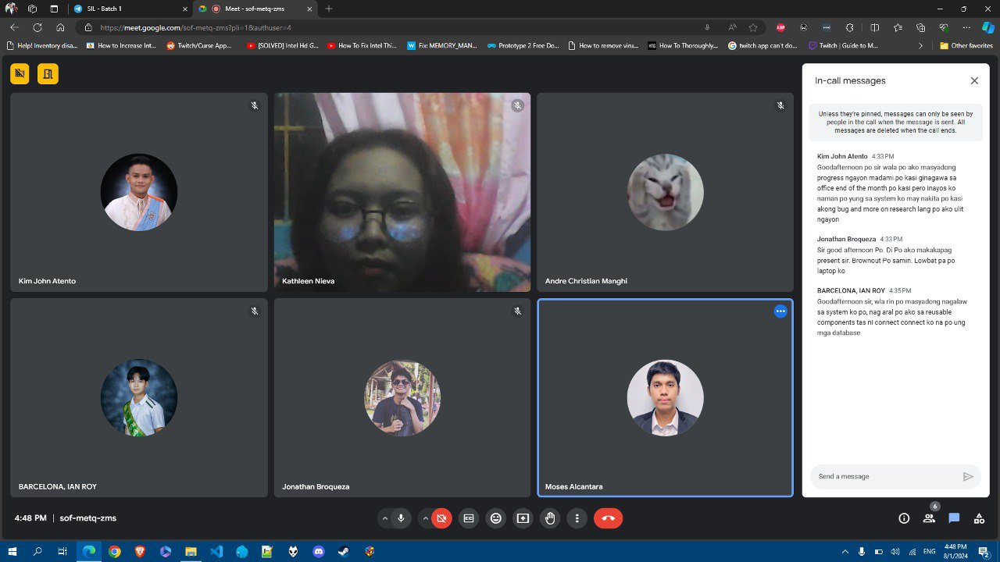 SIL - Batch 1
Meet - sof-metq-zms
https://meet.google.com/sof-metq-zms?pli=1&authuser=4
Help! Inventory disa...
How to Increase Int...
Twitch/Curse App...
[SOLVED] Intel Hd G...
How To Fix Intel Thi...
Fix: MEMORY_MAN...
Prototype 2 Free Do...
How to remove viru...
How To Thoroughly...
twitch app can't do...
Twitch | Guide to M...
Other favorites
Kim John Atento
Kathleen Nieva
Andre Christian Manghi
BARCELONA, IAN ROY
Jonathan Broqueza
Moses Alcantara
In-call messages
Unless they're pinned, messages can only be seen by
people in the call when the message is sent. All
messages are deleted when the call ends.
Kim John Atento 4:33 PM
Goodafternoon po sir wala po ako masyadong
progress ngayon madami po kasi ginagawa sa
office end of the month po kasi pero inayos ko
naman po yung sa system ko may nakita po kasi
akong bug and more on research lang po ako ulit
ngayon
Jonathan Broqueza 4:33 PM
Sir good afternoon Po. Di Po ako makakapag
present sir. Brownout Po samin. Lowbat pa po
laptop ko
BARCELONA, IAN ROY 4:35 PM
Goodafternoon sir, wla rin po masyadong nagalaw
sa system ko po, nag aral po ako sa reusable
components tas ni connect connect ko na po ung
mga database
Send a message
4:48 PM | sof-metq-zms
6
ENG
4:48 PM
8/1/2024
2